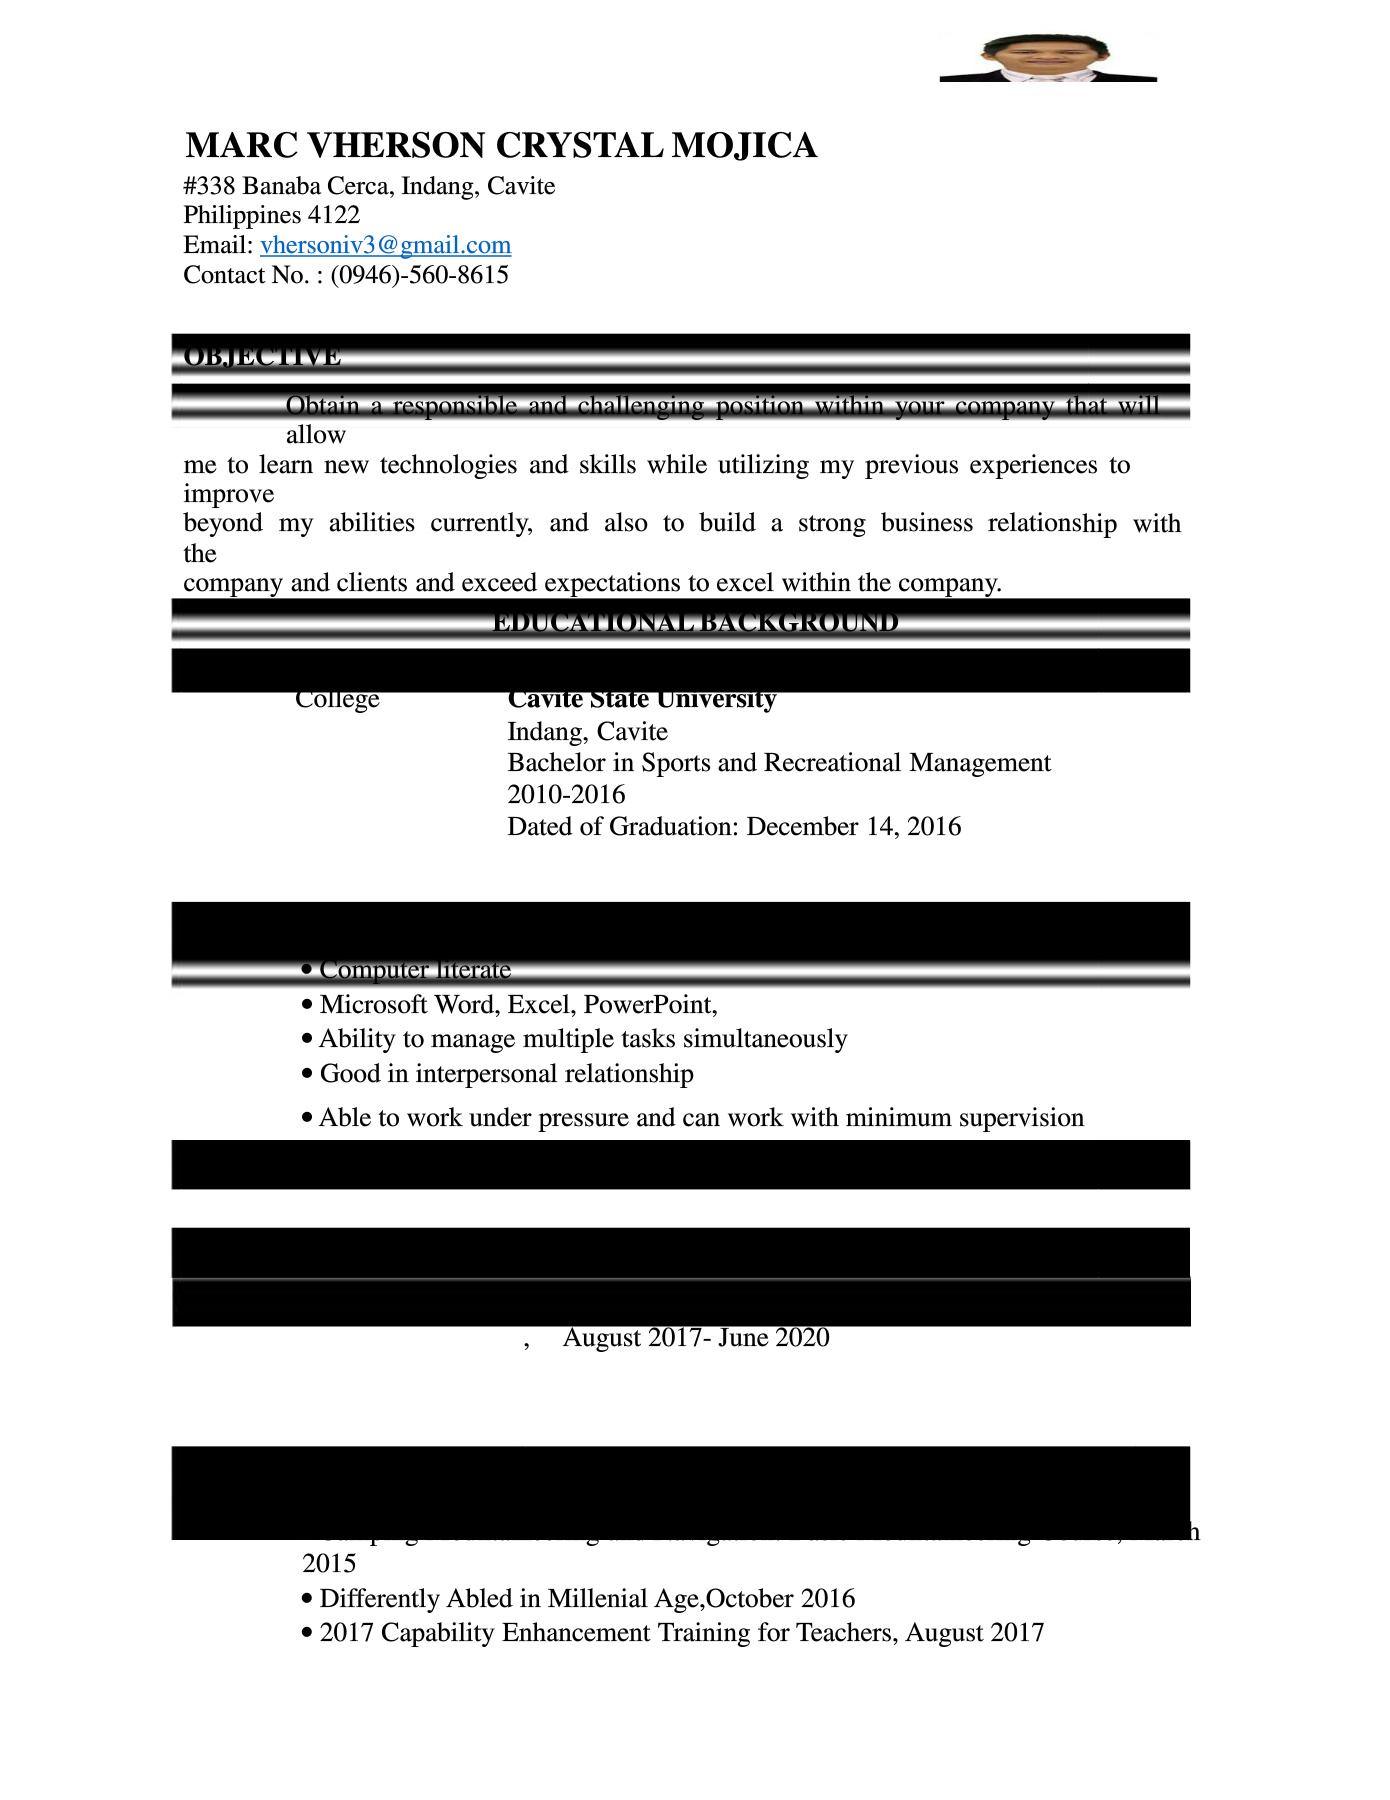 MARC VHERSON CRYSTAL MOJICA
#338 Banaba Cerca, Indang, Cavite
Philippines 4122
Email: vhersoniv3@gmail.com
Contact No. : (0946)-560-8615
OBJECTIVE
Obtain a responsible and challenging position within your company that will
allow
me to learn new technologies and skills while utilizing my previous experiences to
improve
beyond my abilities currently, and also to build a strong business relationship with
the
company and clients and exceed expectations to excel within the company.
EDUCATIONAL BACKGROUND
College Cavite State University
Indang, Cavite
Bachelor in Sports and Recreational Management
2010-2016
Dated of Graduation: December 14, 2016
• Computer literate
• Microsoft Word, Excel, PowerPoint,
• Ability to manage multiple tasks simultaneously
• Good in interpersonal relationship
• Able to work under pressure and can work with minimum supervision
, August 2017- June 2020
2015
• Differently Abled in Millenial Age,October 2016
• 2017 Capability Enhancement Training for Teachers, August 2017